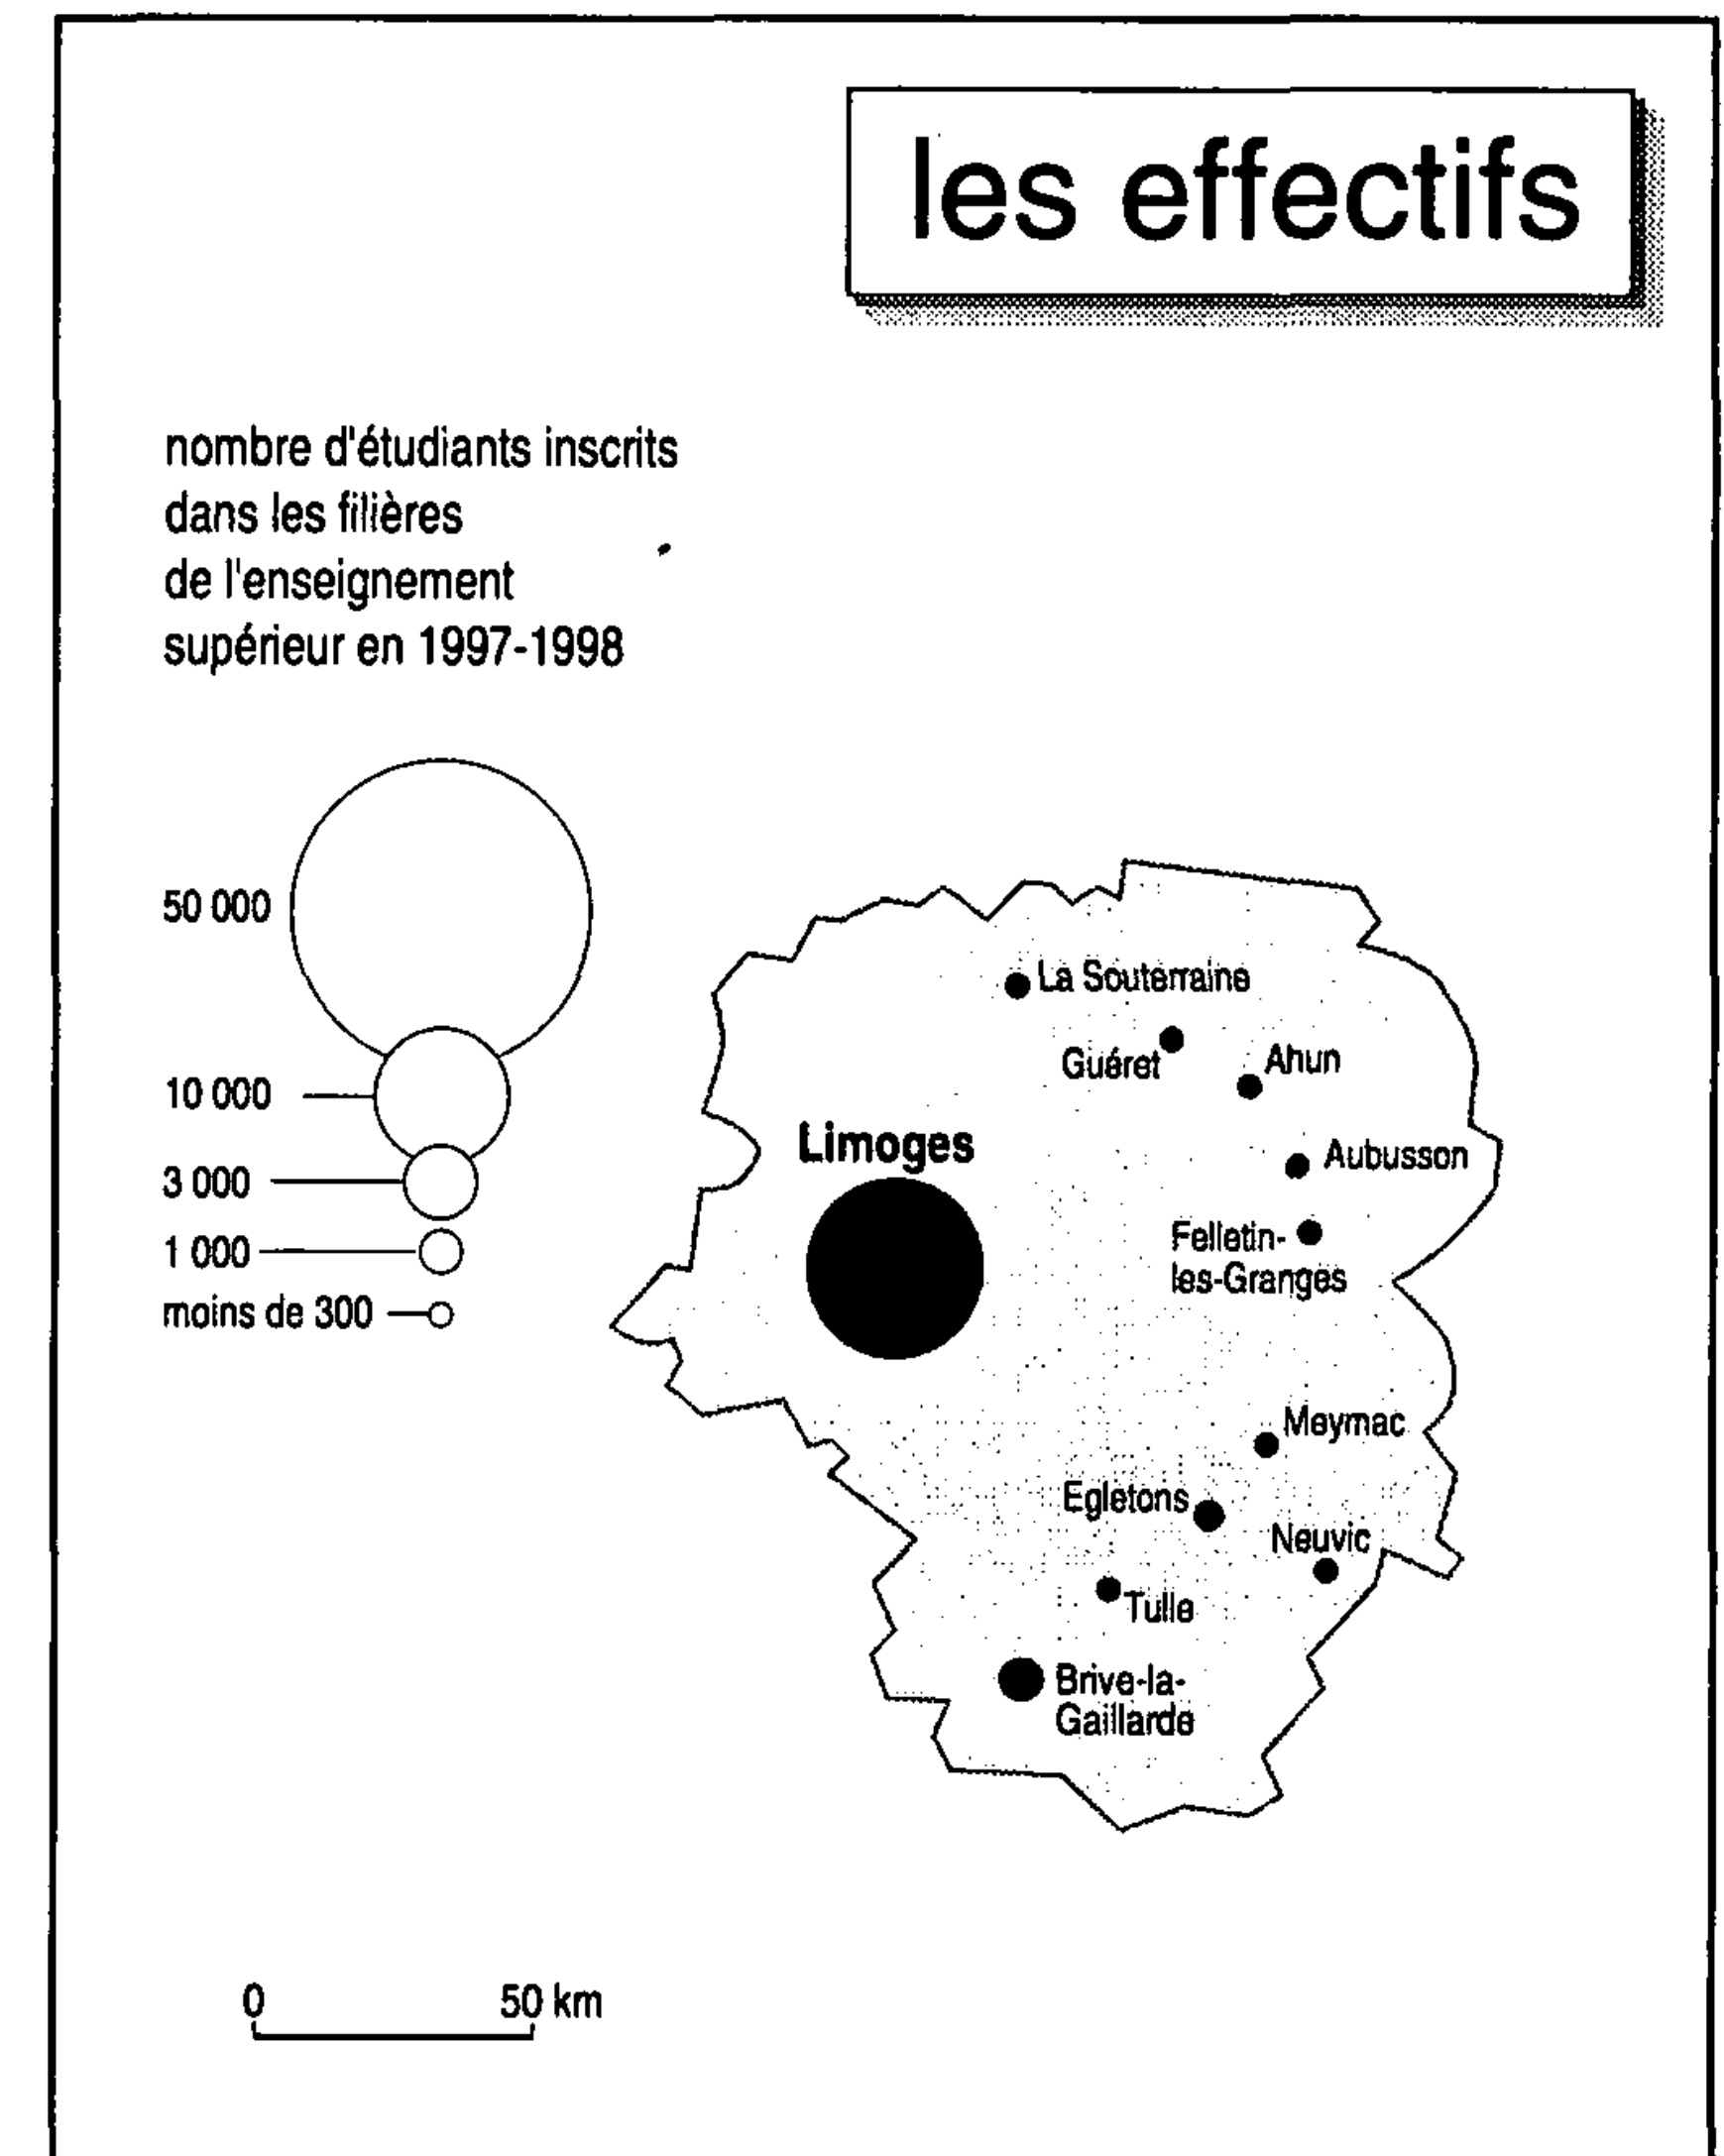 les effectifs
nombre d'étudiants inscrits
dans les filières
de l'enseignement
supérieur en 1997-1998
50 000
10 000
3 000
1 000
moins de 300
La Souterraine
Guéret
Ahun
Limoges
Aubusson
Felletin-
les-Granges
Meymac
Egletons
Neuvic
Tulle
Brive-la-
Gaillarde
0
50 km